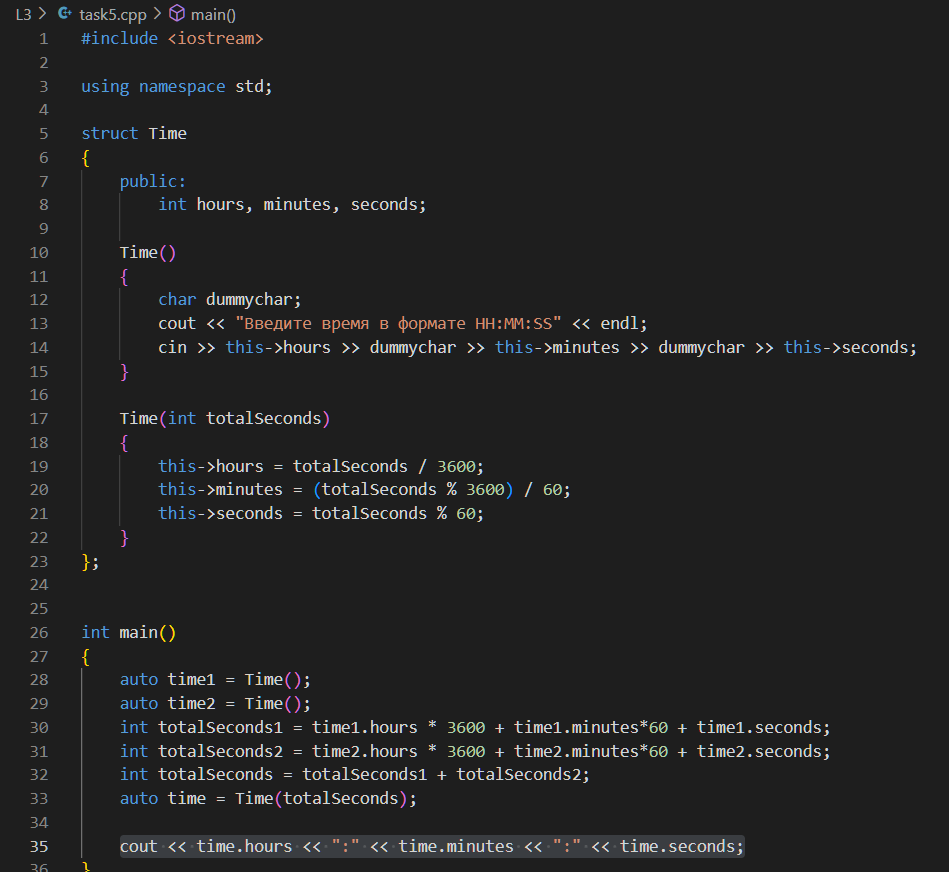 L3 > task5.cpp > main()
1 #include <iostream>
2
3 using namespace std;
4
5 struct Time
6 {
7     public:
8         int hours, minutes, seconds;
9
10     Time()
11     {
12         char dummychar;
13         cout << "Введите время в формате HH:MM:SS" << endl;
14         cin >> this->hours >> dummychar >> this->minutes >> dummychar >> this->seconds;
15     }
16
17     Time(int totalSeconds)
18     {
19         this->hours = totalSeconds / 3600;
20         this->minutes = (totalSeconds % 3600) / 60;
21         this->seconds = totalSeconds % 60;
22     }
23 };
24
25
26 int main()
27 {
28     auto time1 = Time();
29     auto time2 = Time();
30     int totalSeconds1 = time1.hours * 3600 + time1.minutes*60 + time1.seconds;
31     int totalSeconds2 = time2.hours * 3600 + time2.minutes*60 + time2.seconds;
32     int totalSeconds = totalSeconds1 + totalSeconds2;
33     auto time = Time(totalSeconds);
34
35     cout << time.hours << ":" << time.minutes << ":" << time.seconds;
36 }